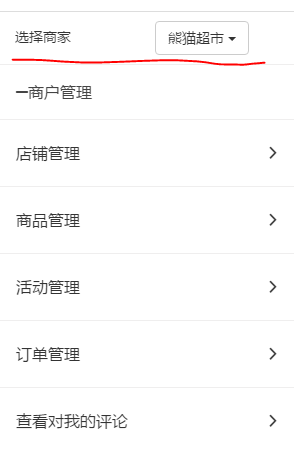 选择商家 熊猫超市
一商户管理
店铺管理
商品管理
活动管理
订单管理
查看对我的评论